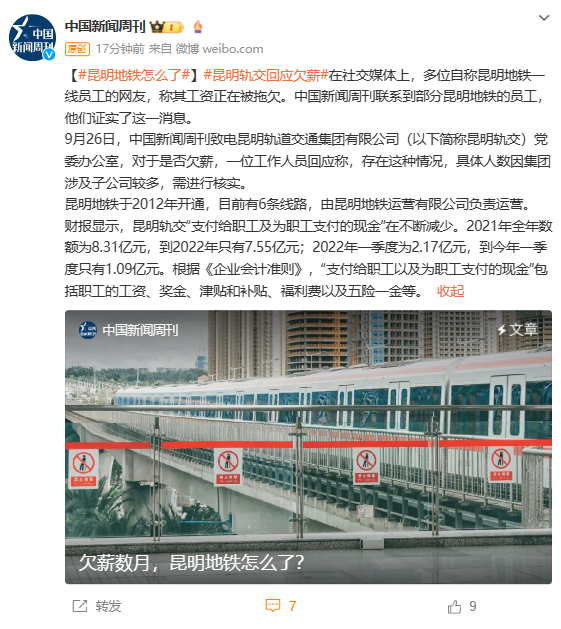 中国新闻周刊
中国新闻周刊
原创 17分钟前 来自 微博 weibo.com
【#昆明地铁怎么了#】#昆明轨交回应欠薪#在社交媒体上，多位自称昆明地铁一
线员工的网友，称其工资正在被拖欠。中国新闻周刊联系到部分昆明地铁的员工，
他们证实了这一消息。
9月26日，中国新闻周刊致电昆明轨道交通集团有限公司（以下简称昆明轨交）党
委办公室，对于是否欠薪，一位工作人员回应称，存在这种情况，具体人数因集团
涉及子公司较多，需进行核实。
昆明地铁于2012年开通，目前有6条线路，由昆明地铁运营有限公司负责运营。
财报显示，昆明轨交“支付给职工及为职工支付的现金”在不断减少。2021年全年数
额为8.31亿元，到2022年只有7.55亿元；2022年一季度为2.17亿元，到今年一季
度只有1.09亿元。根据《企业会计准则》，“支付给职工以及为职工支付的现金”包
括职工的工资、奖金、津贴和补贴、福利费以及五险一金等。 收起
中国新闻周刊
文章
欠薪数月，昆明地铁怎么了?
转发
7
9